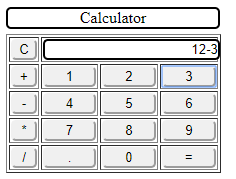 Calculator
C 12-3
+ 1 2 3
- 4 5 6
* 7 8 9
/ . 0 =